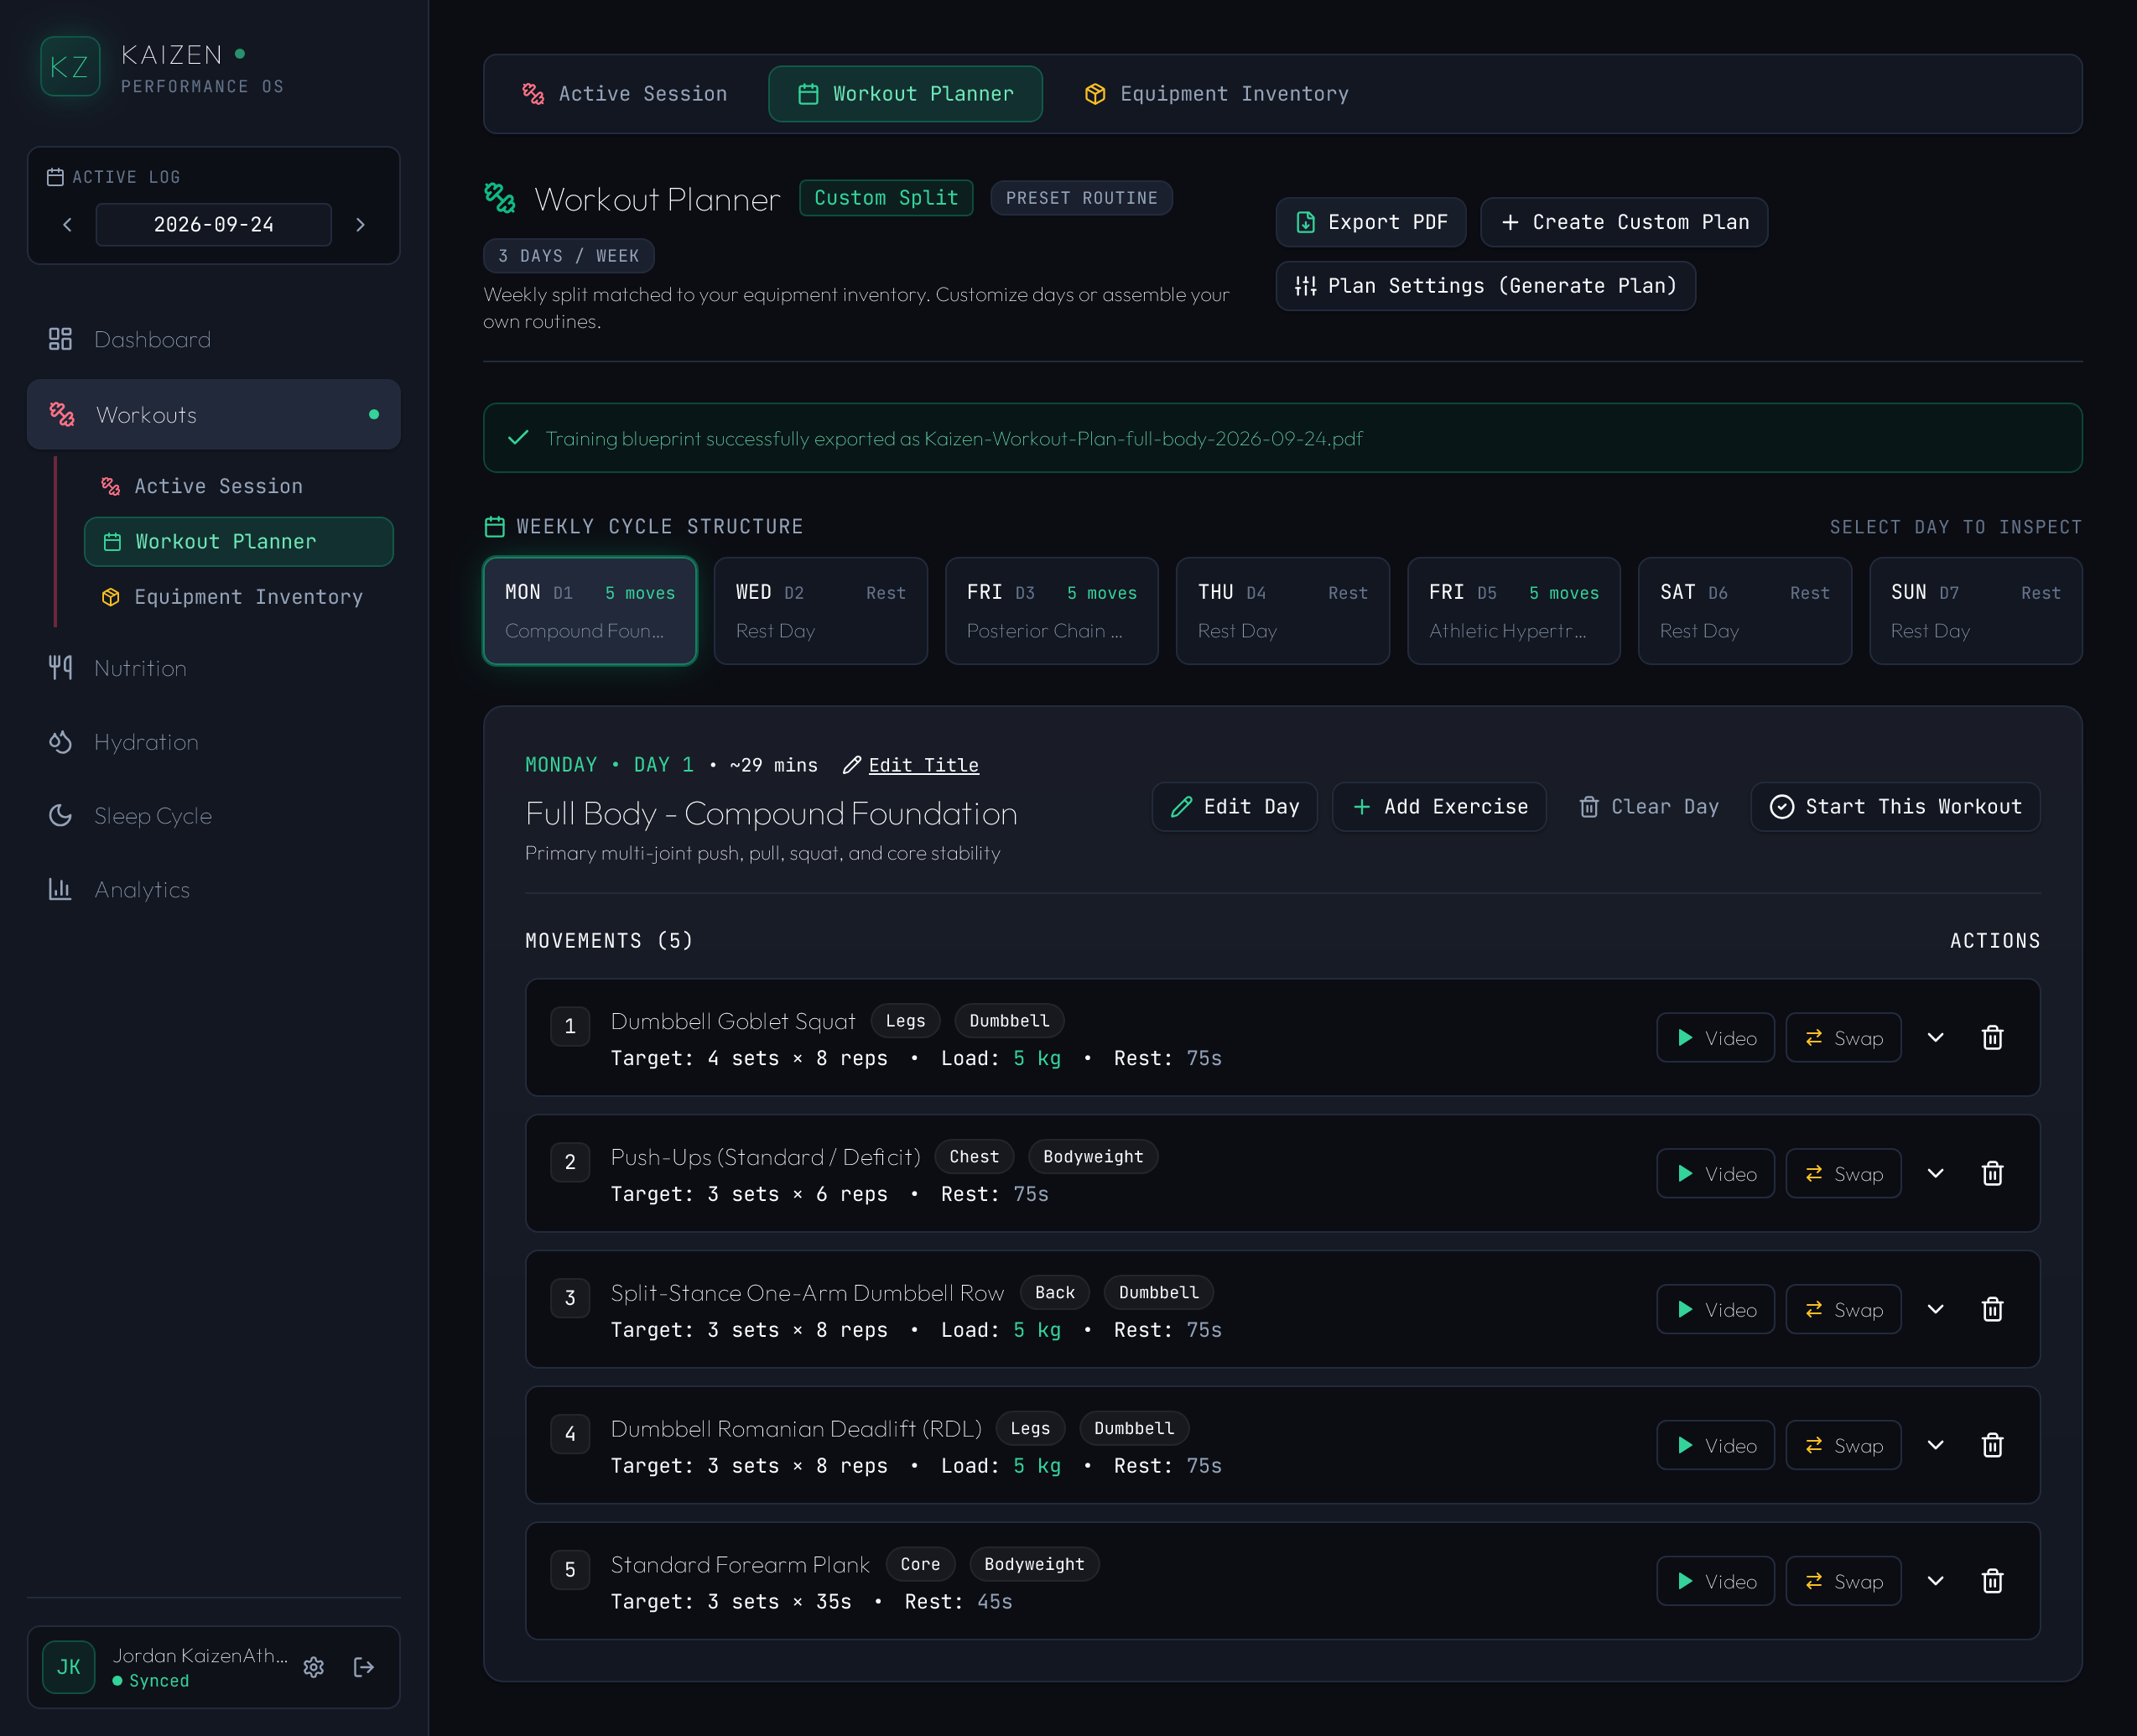 KZ
KAIZEN
PERFORMANCE OS
ACTIVE LOG
2026-09-24
Dashboard
Workouts
Active Session
Workout Planner
Equipment Inventory
Nutrition
Hydration
Sleep Cycle
Analytics
JK
Jordan KaizenAth...
Synced
Active Session
Workout Planner
Equipment Inventory
Workout Planner
Custom Split
PRESET ROUTINE
3 DAYS / WEEK
Weekly split matched to your equipment inventory. Customize days or assemble your
own routines.
Export PDF
Create Custom Plan
Plan Settings (Generate Plan)
Training blueprint successfully exported as Kaizen-Workout-Plan-full-body-2026-09-24.pdf
WEEKLY CYCLE STRUCTURE
SELECT DAY TO INSPECT
MON D1 5 moves
Compound Foun...
WED D2 Rest
Rest Day
FRI D3 5 moves
Posterior Chain ...
THU D4 Rest
Rest Day
FRI D5 5 moves
Athletic Hypertr...
SAT D6 Rest
Rest Day
SUN D7 Rest
Rest Day
MONDAY • DAY 1 • ~29 mins Edit Title
Full Body - Compound Foundation
Primary multi-joint push, pull, squat, and core stability
Edit Day
Add Exercise
Clear Day
Start This Workout
MOVEMENTS (5)
ACTIONS
1 Dumbbell Goblet Squat Legs Dumbbell
Target: 4 sets × 8 reps • Load: 5 kg • Rest: 75s
Video Swap
2 Push-Ups (Standard / Deficit) Chest Bodyweight
Target: 3 sets × 6 reps • Rest: 75s
Video Swap
3 Split-Stance One-Arm Dumbbell Row Back Dumbbell
Target: 3 sets × 8 reps • Load: 5 kg • Rest: 75s
Video Swap
4 Dumbbell Romanian Deadlift (RDL) Legs Dumbbell
Target: 3 sets × 8 reps • Load: 5 kg • Rest: 75s
Video Swap
5 Standard Forearm Plank Core Bodyweight
Target: 3 sets × 35s • Rest: 45s
Video Swap